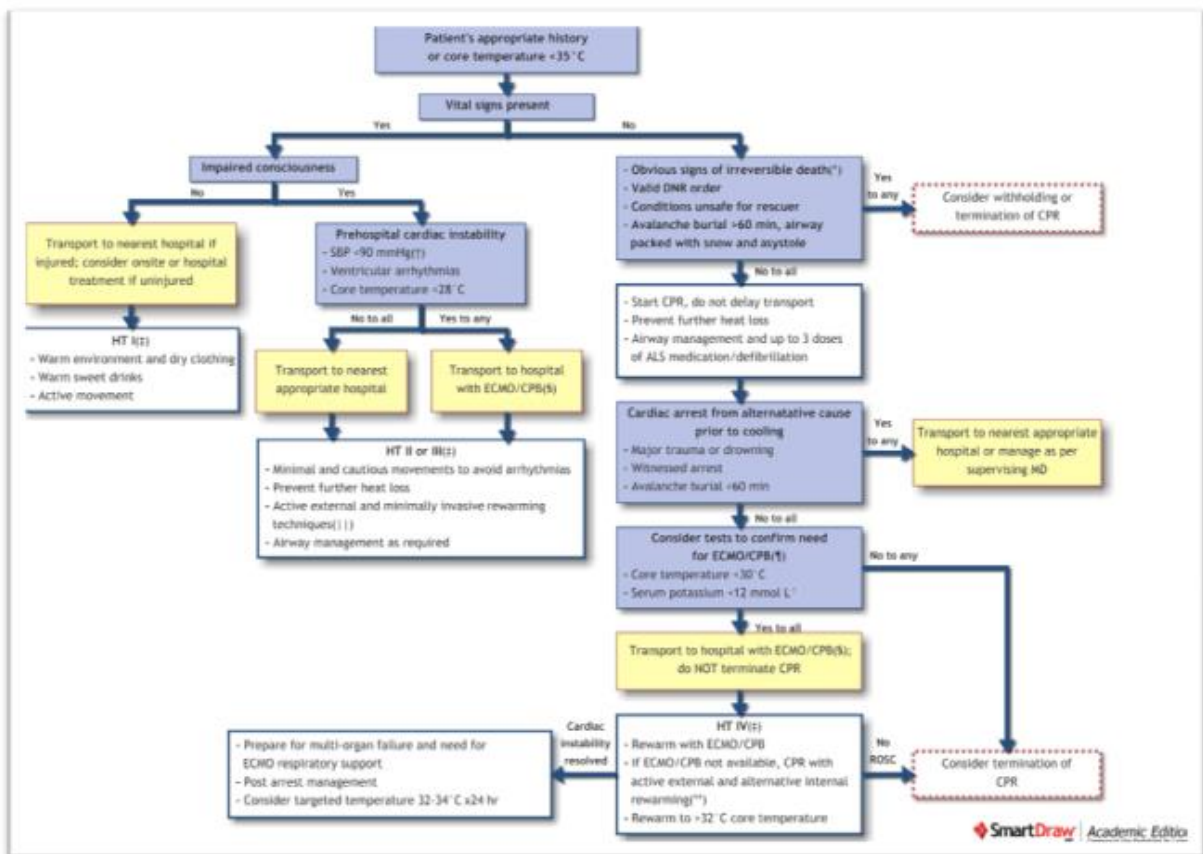 Patient's appropriate history
or core temperature <35°C
Vital signs present
Yes
No
Impaired consciousness
No
Yes
Transport to nearest hospital if
injured; consider onsite or hospital
treatment if uninjured
HT I(‡)
- Warm environment and dry clothing
- Warm sweet drinks
- Active movement
Prehospital cardiac instability
- SBP <90 mmHg(†)
- Ventricular arrhythmias
- Core temperature <28°C
No to all
Yes to any
Transport to nearest
appropriate hospital
Transport to hospital
with ECMO/CPB(§)
HT II or III(‡)
- Minimal and cautious movements to avoid arrhythmias
- Prevent further heat loss
- Active external and minimally invasive rewarming
techniques(||)
- Airway management as required
- Obvious signs of irreversible death(*)
- Valid DNR order
- Conditions unsafe for rescuer
- Avalanche burial >60 min, airway
packed with snow and asystole
Yes
to any
Consider withholding or
termination of CPR
No to all
- Start CPR, do not delay transport
- Prevent further heat loss
- Airway management and up to 3 doses
of ALS medication/defibrillation
Cardiac arrest from alternatative cause
prior to cooling
- Major trauma or drowning
- Witnessed arrest
- Avalanche burial <60 min
Yes
to any
Transport to nearest appropriate
hospital or manage as per
supervising MD
No to all
Consider tests to confirm need
for ECMO/CPB(¶)
- Core temperature <30°C
- Serum potassium <12 mmol L
No to any
Yes to all
Transport to hospital with ECMO/CPB(§);
do NOT terminate CPR
HT IV(‡)
- Rewarm with ECMO/CPB
- If ECMO/CPB not available, CPR with
active external and alternative internal
rewarming(**)
- Rewarm to >32°C core temperature
Cardiac
instability
resolved
- Prepare for multi-organ failure and need for
ECMO respiratory support
- Post arrest management
- Consider targeted temperature 32-34°C x24 hr
No
ROSC
Consider termination of
CPR
SmartDraw Academic Editio